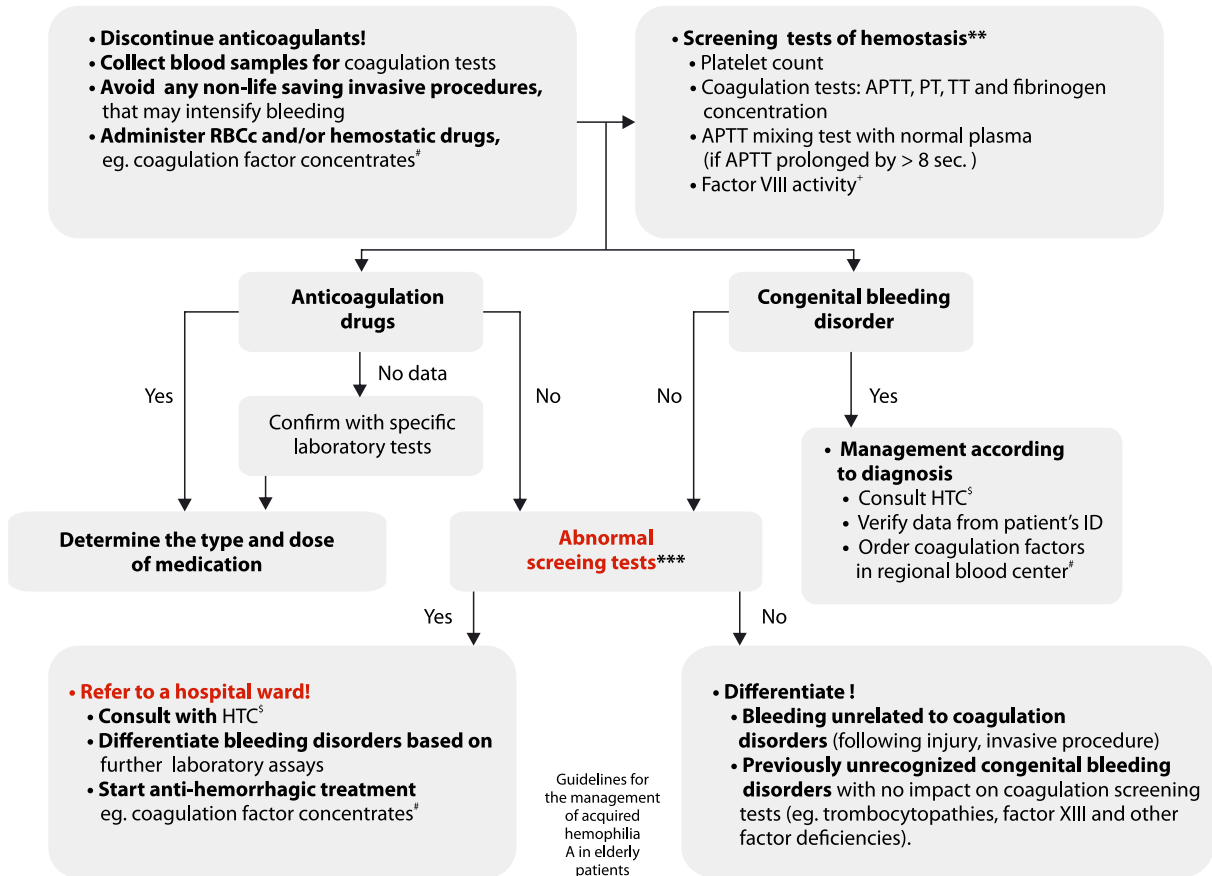 • Discontinue anticoagulants!
• Collect blood samples for coagulation tests
• Avoid any non-life saving invasive procedures,
that may intensify bleeding
• Administer RBCc and/or hemostatic drugs,
eg. coagulation factor concentrates#
• Screening tests of hemostasis**
• Platelet count
• Coagulation tests: APTT, PT, TT and fibrinogen
concentration
• APTT mixing test with normal plasma
(if APTT prolonged by > 8 sec. )
• Factor VIII activity+
Anticoagulation
drugs
Congenital bleeding
disorder
Yes
No data
No
No
Yes
Confirm with specific
laboratory tests
• Management according
to diagnosis
• Consult HTC$
• Verify data from patient's ID
• Order coagulation factors
in regional blood center#
Determine the type and dose
of medication
Abnormal
screeing tests***
Yes
No
• Refer to a hospital ward!
• Consult with HTC$
• Differentiate bleeding disorders based on
further laboratory assays
• Start anti-hemorrhagic treatment
eg. coagulation factor concentrates#
Guidelines for
the management
of acquired
hemophilia
A in elderly
patients
• Differentiate !
• Bleeding unrelated to coagulation
disorders (following injury, invasive procedure)
• Previously unrecognized congenital bleeding
disorders with no impact on coagulation screening
tests (eg. trombocytopathies, factor XIII and other
factor deficiencies).